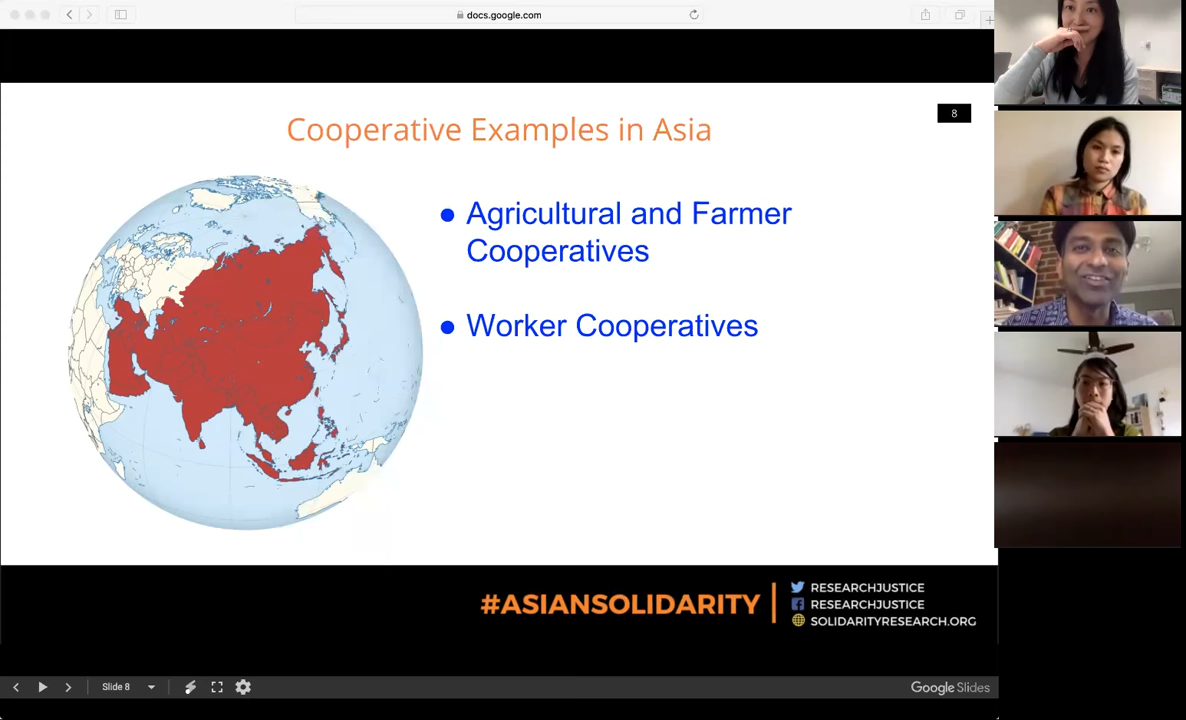 docs.google.com
8
Cooperative Examples in Asia
● Agricultural and Farmer
Cooperatives
● Worker Cooperatives
#ASIANSOLIDARITY
RESEARCHJUSTICE
RESEARCHJUSTICE
SOLIDARITYRESEARCH.ORG
Slide 8
Google Slides